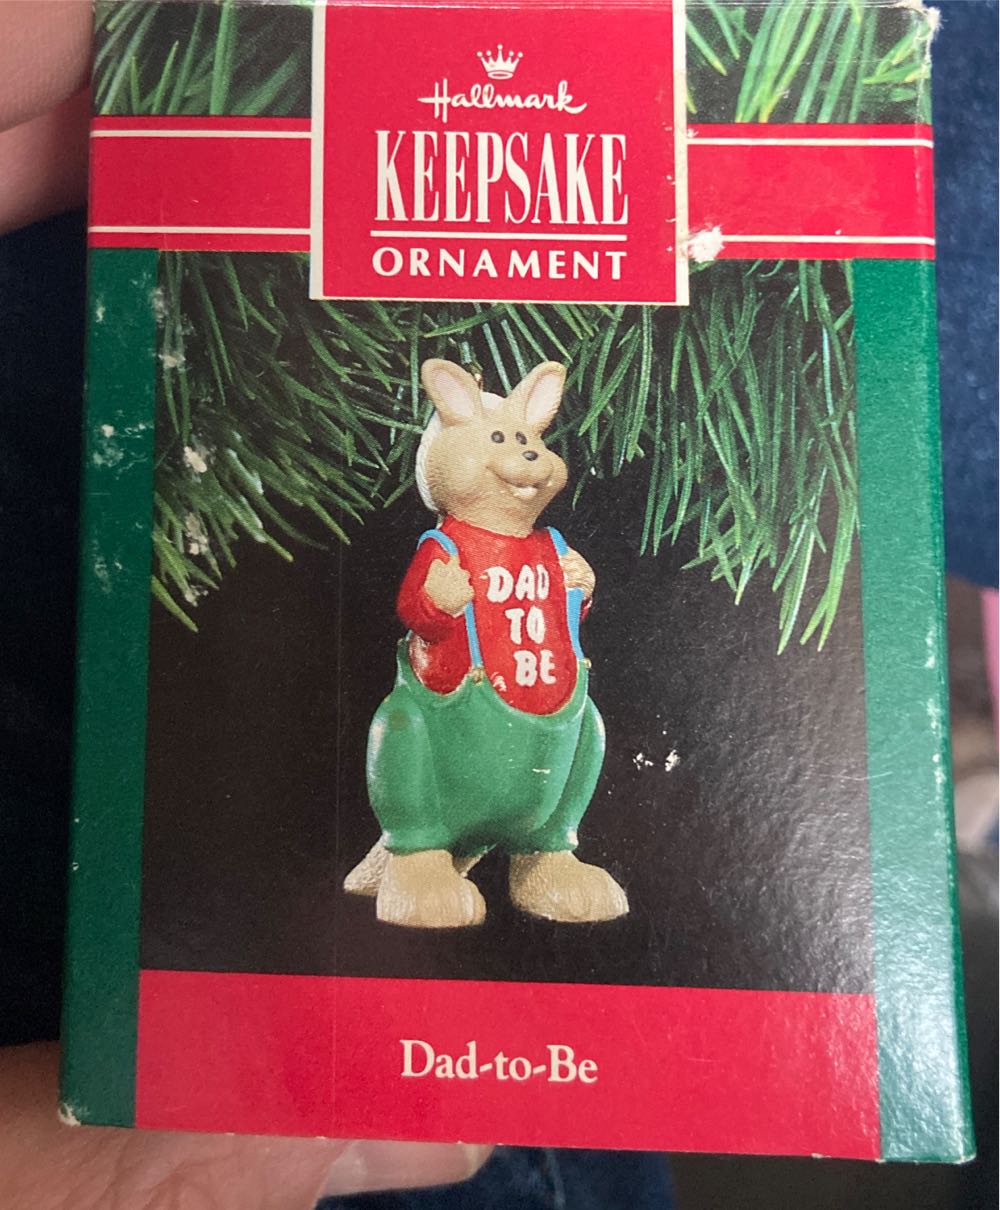 Hallmark
KEEPSAKE
ORNAMENT
DAD
TO
BE
Dad-to-Be